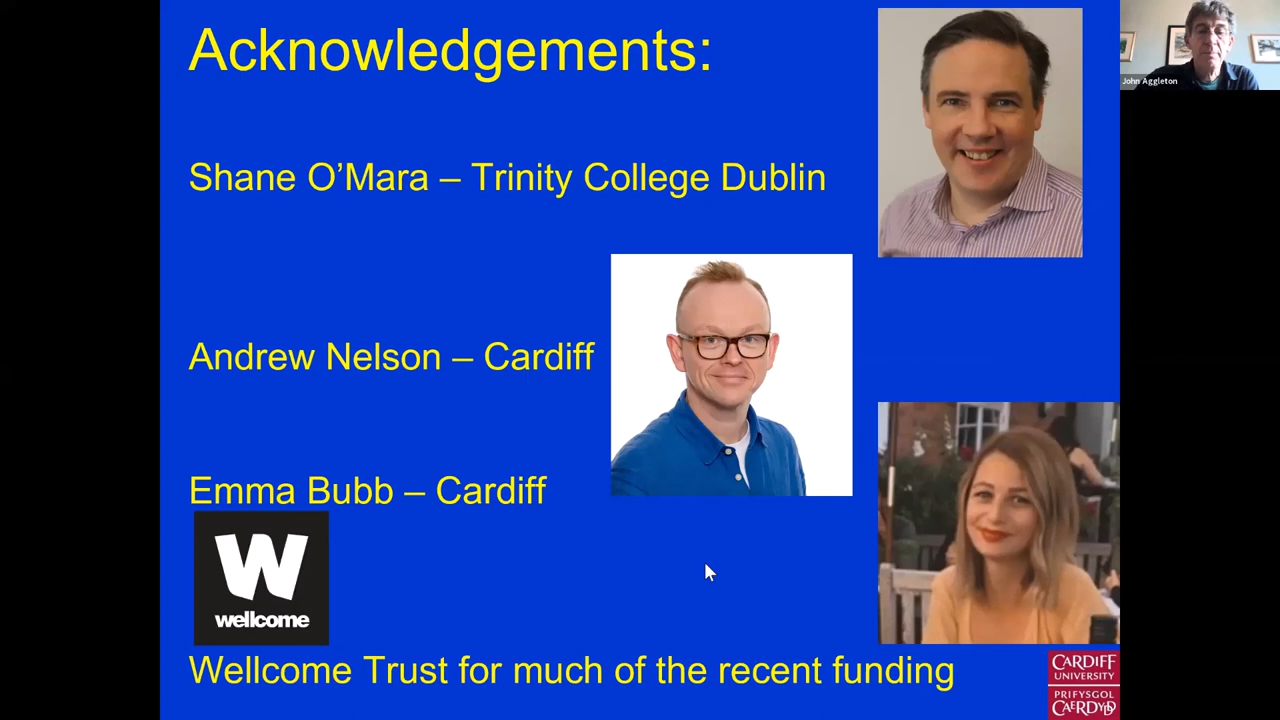 Acknowledgements:
John Aggleton
Shane O’Mara – Trinity College Dublin
Andrew Nelson – Cardiff
Emma Bubb – Cardiff
W
wellcome
Wellcome Trust for much of the recent funding
CARDIFF
UNIVERSITY
PRIFYSGOL
CAERDYDD